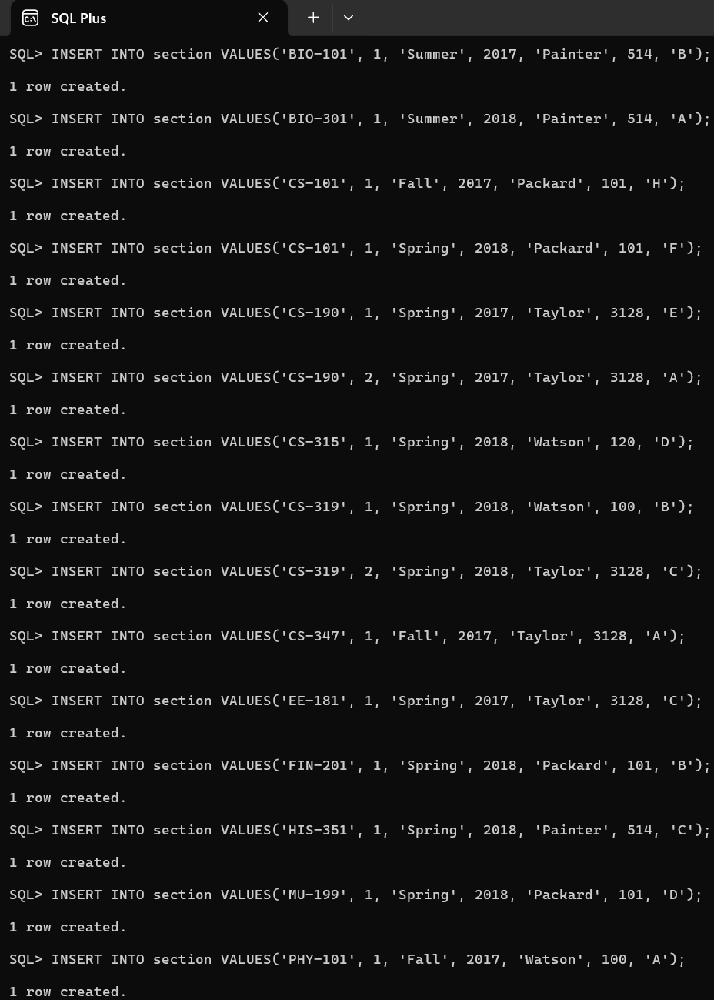 SQL Plus
SQL> INSERT INTO section VALUES('BIO-101', 1, 'Summer', 2017, 'Painter', 514, 'B');
1 row created.
SQL> INSERT INTO section VALUES('BIO-301', 1, 'Summer', 2018, 'Painter', 514, 'A');
1 row created.
SQL> INSERT INTO section VALUES('CS-101', 1, 'Fall', 2017, 'Packard', 101, 'H');
1 row created.
SQL> INSERT INTO section VALUES('CS-101', 1, 'Spring', 2018, 'Packard', 101, 'F');
1 row created.
SQL> INSERT INTO section VALUES('CS-190', 1, 'Spring', 2017, 'Taylor', 3128, 'E');
1 row created.
SQL> INSERT INTO section VALUES('CS-190', 2, 'Spring', 2017, 'Taylor', 3128, 'A');
1 row created.
SQL> INSERT INTO section VALUES('CS-315', 1, 'Spring', 2018, 'Watson', 120, 'D');
1 row created.
SQL> INSERT INTO section VALUES('CS-319', 1, 'Spring', 2018, 'Watson', 100, 'B');
1 row created.
SQL> INSERT INTO section VALUES('CS-319', 2, 'Spring', 2018, 'Taylor', 3128, 'C');
1 row created.
SQL> INSERT INTO section VALUES('CS-347', 1, 'Fall', 2017, 'Taylor', 3128, 'A');
1 row created.
SQL> INSERT INTO section VALUES('EE-181', 1, 'Spring', 2017, 'Taylor', 3128, 'C');
1 row created.
SQL> INSERT INTO section VALUES('FIN-201', 1, 'Spring', 2018, 'Packard', 101, 'B');
1 row created.
SQL> INSERT INTO section VALUES('HIS-351', 1, 'Spring', 2018, 'Painter', 514, 'C');
1 row created.
SQL> INSERT INTO section VALUES('MU-199', 1, 'Spring', 2018, 'Packard', 101, 'D');
1 row created.
SQL> INSERT INTO section VALUES('PHY-101', 1, 'Fall', 2017, 'Watson', 100, 'A');
1 row created.